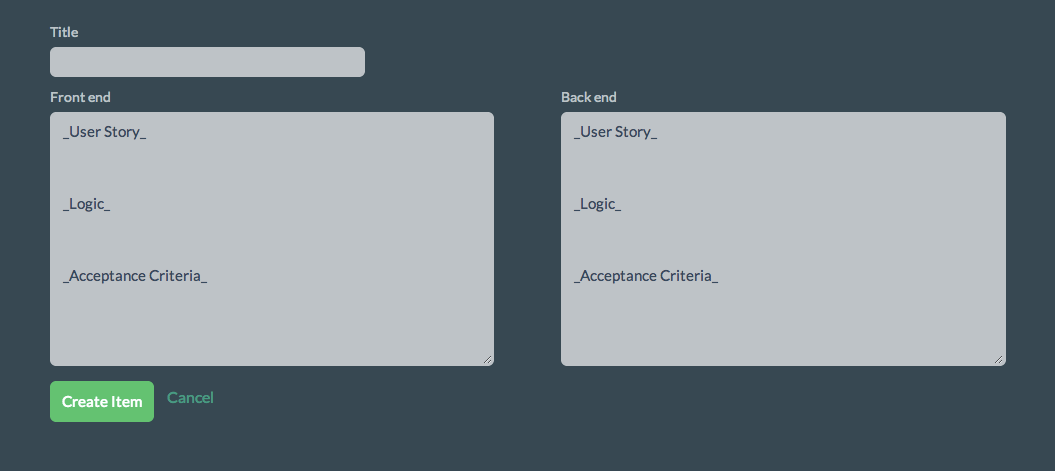 Title
Front end
_User Story_
_Logic_
_Acceptance Criteria_
Back end
_User Story_
_Logic_
_Acceptance Criteria_
Create Item
Cancel